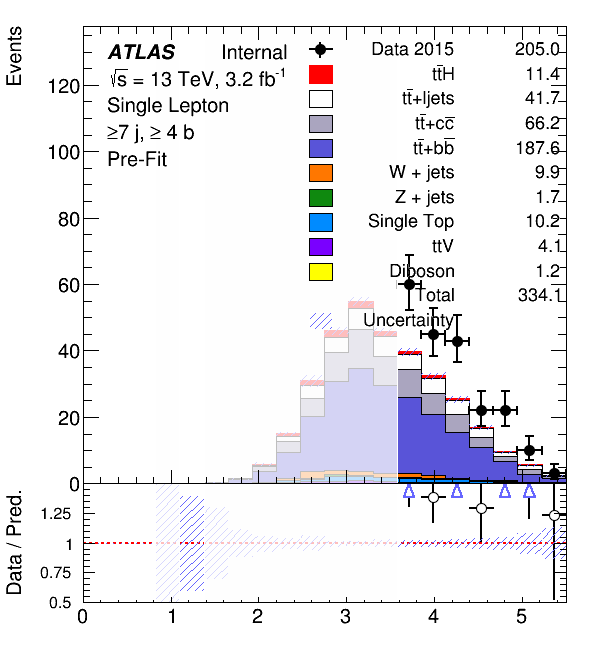 Events
ATLAS Internal
√s = 13 TeV, 3.2 fb⁻¹
Single Lepton
≥7 j, ≥ 4 b
Pre-Fit
Data 2015 205.0
tt̄H 11.4
tt̄+ljets 41.7
tt̄+cc̄ 66.2
tt̄+bb̄ 187.6
W + jets 9.9
Z + jets 1.7
Single Top 10.2
ttV 4.1
Diboson 1.2
Total 334.1
Uncertainty
120
100
80
60
40
20
0
Data / Pred.
1.25
1
0.75
0.5
0 1 2 3 4 5